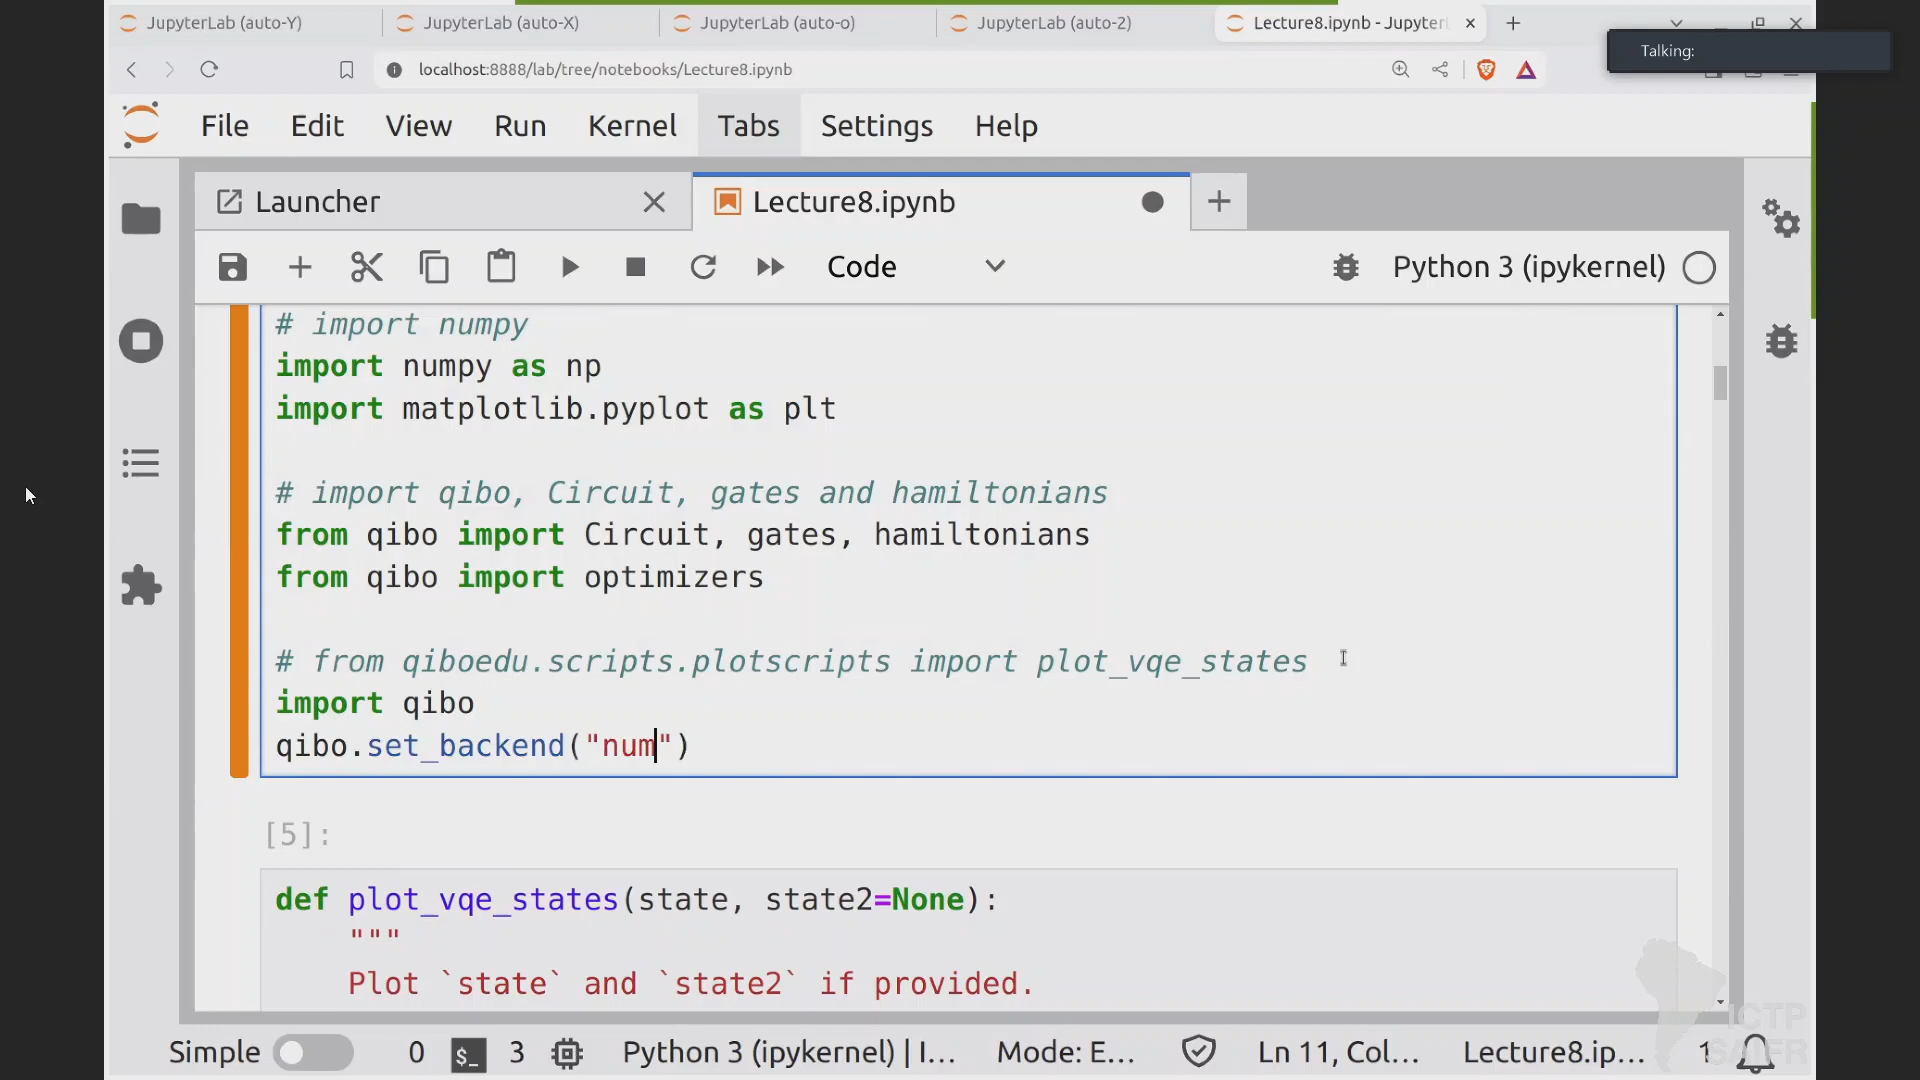 JupyterLab (auto-Y)
JupyterLab (auto-X)
JupyterLab (auto-o)
JupyterLab (auto-2)
Lecture8.ipynb - Jupyter
Talking:
localhost:8888/lab/tree/notebooks/Lecture8.ipynb
File Edit View Run Kernel Tabs Settings Help
Launcher
Lecture8.ipynb
Code
Python 3 (ipykernel)
# import numpy
import numpy as np
import matplotlib.pyplot as plt
# import qibo, Circuit, gates and hamiltonians
from qibo import Circuit, gates, hamiltonians
from qibo import optimizers
# from qiboedu.scripts.plotscripts import plot_vqe_states
import qibo
qibo.set_backend("num")
[5]:
def plot_vqe_states(state, state2=None):
"""
Plot `state` and `state2` if provided.
ICTP
SAIFR
Simple 0 3 Python 3 (ipykernel) | I... Mode: E... Ln 11, Col... Lecture8.ip... 1